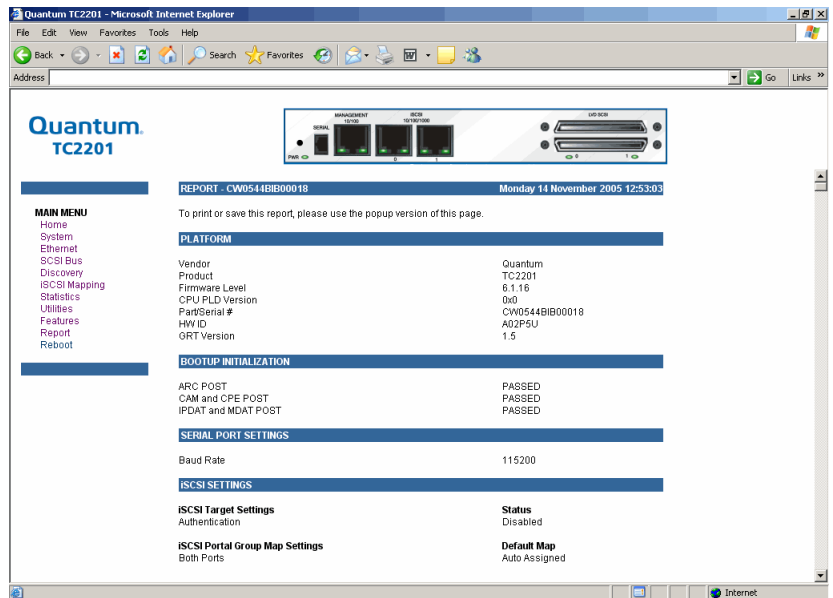 Quantum TC2201 - Microsoft Internet Explorer
File Edit View Favorites Tools Help
Back Search Favorites
Address Go Links »
Quantum.
TC2201
MANAGEMENT
10/100
iSCSI
10/100/1000
LVD SCSI
SERIAL
PWR 0 1 0 1
REPORT - CW0544BIB00018 Monday 14 November 2005 12:53:03
To print or save this report, please use the popup version of this page.
MAIN MENU
Home
System
Ethernet
SCSI Bus
Discovery
iSCSI Mapping
Statistics
Utilities
Features
Report
Reboot
PLATFORM
Vendor Quantum
Product TC2201
Firmware Level 6.1.16
CPU PLD Version 0x0
Part/Serial # CW0544BIB00018
HW ID A02P5U
GRT Version 1.5
BOOTUP INITIALIZATION
ARC POST PASSED
CAM and CPE POST PASSED
IPDAT and MDAT POST PASSED
SERIAL PORT SETTINGS
Baud Rate 115200
iSCSI SETTINGS
iSCSI Target Settings Status
Authentication Disabled
iSCSI Portal Group Map Settings Default Map
Both Ports Auto Assigned
Internet